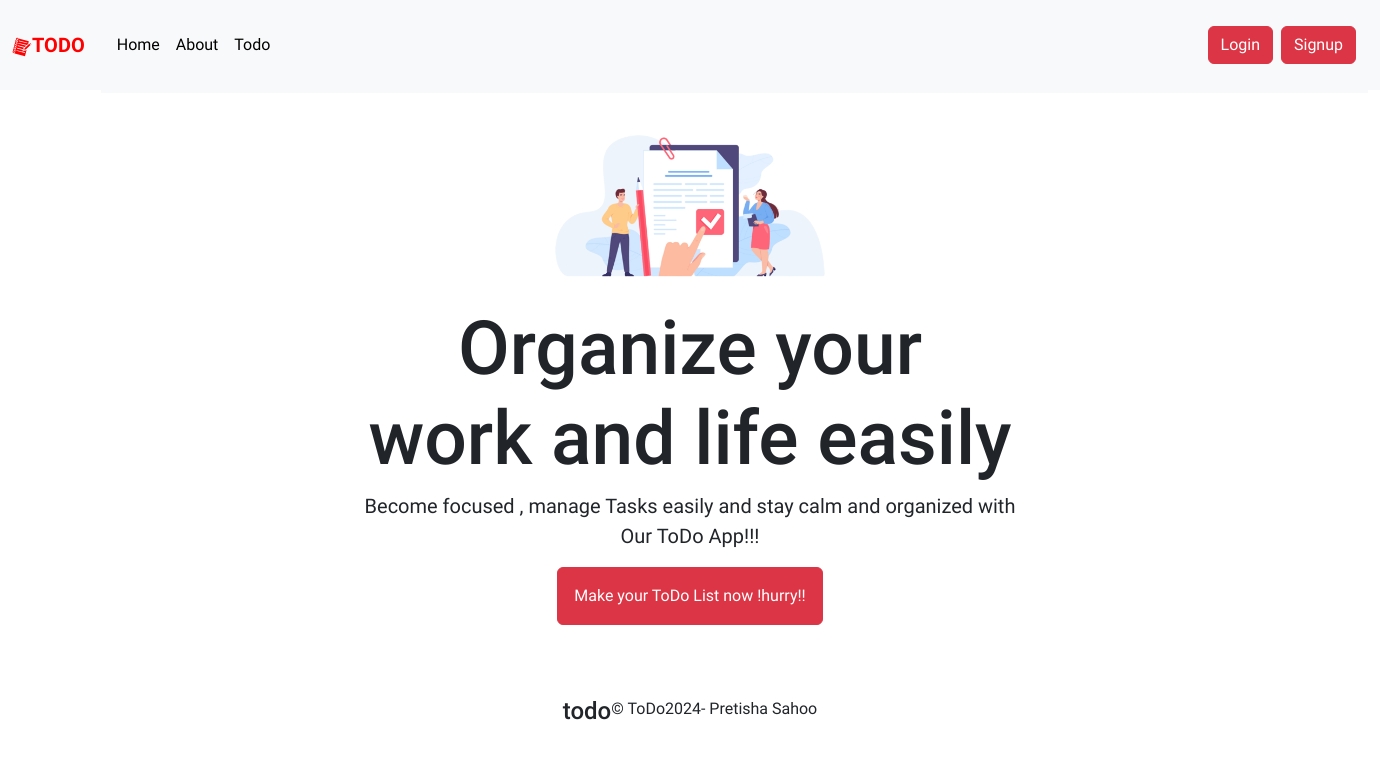 TODO
Home
About
Todo
Login
Signup
Organize your
work and life easily
Become focused , manage Tasks easily and stay calm and organized with
Our ToDo App!!!
Make your ToDo List now !hurry!!
todo© ToDo2024- Pretisha Sahoo